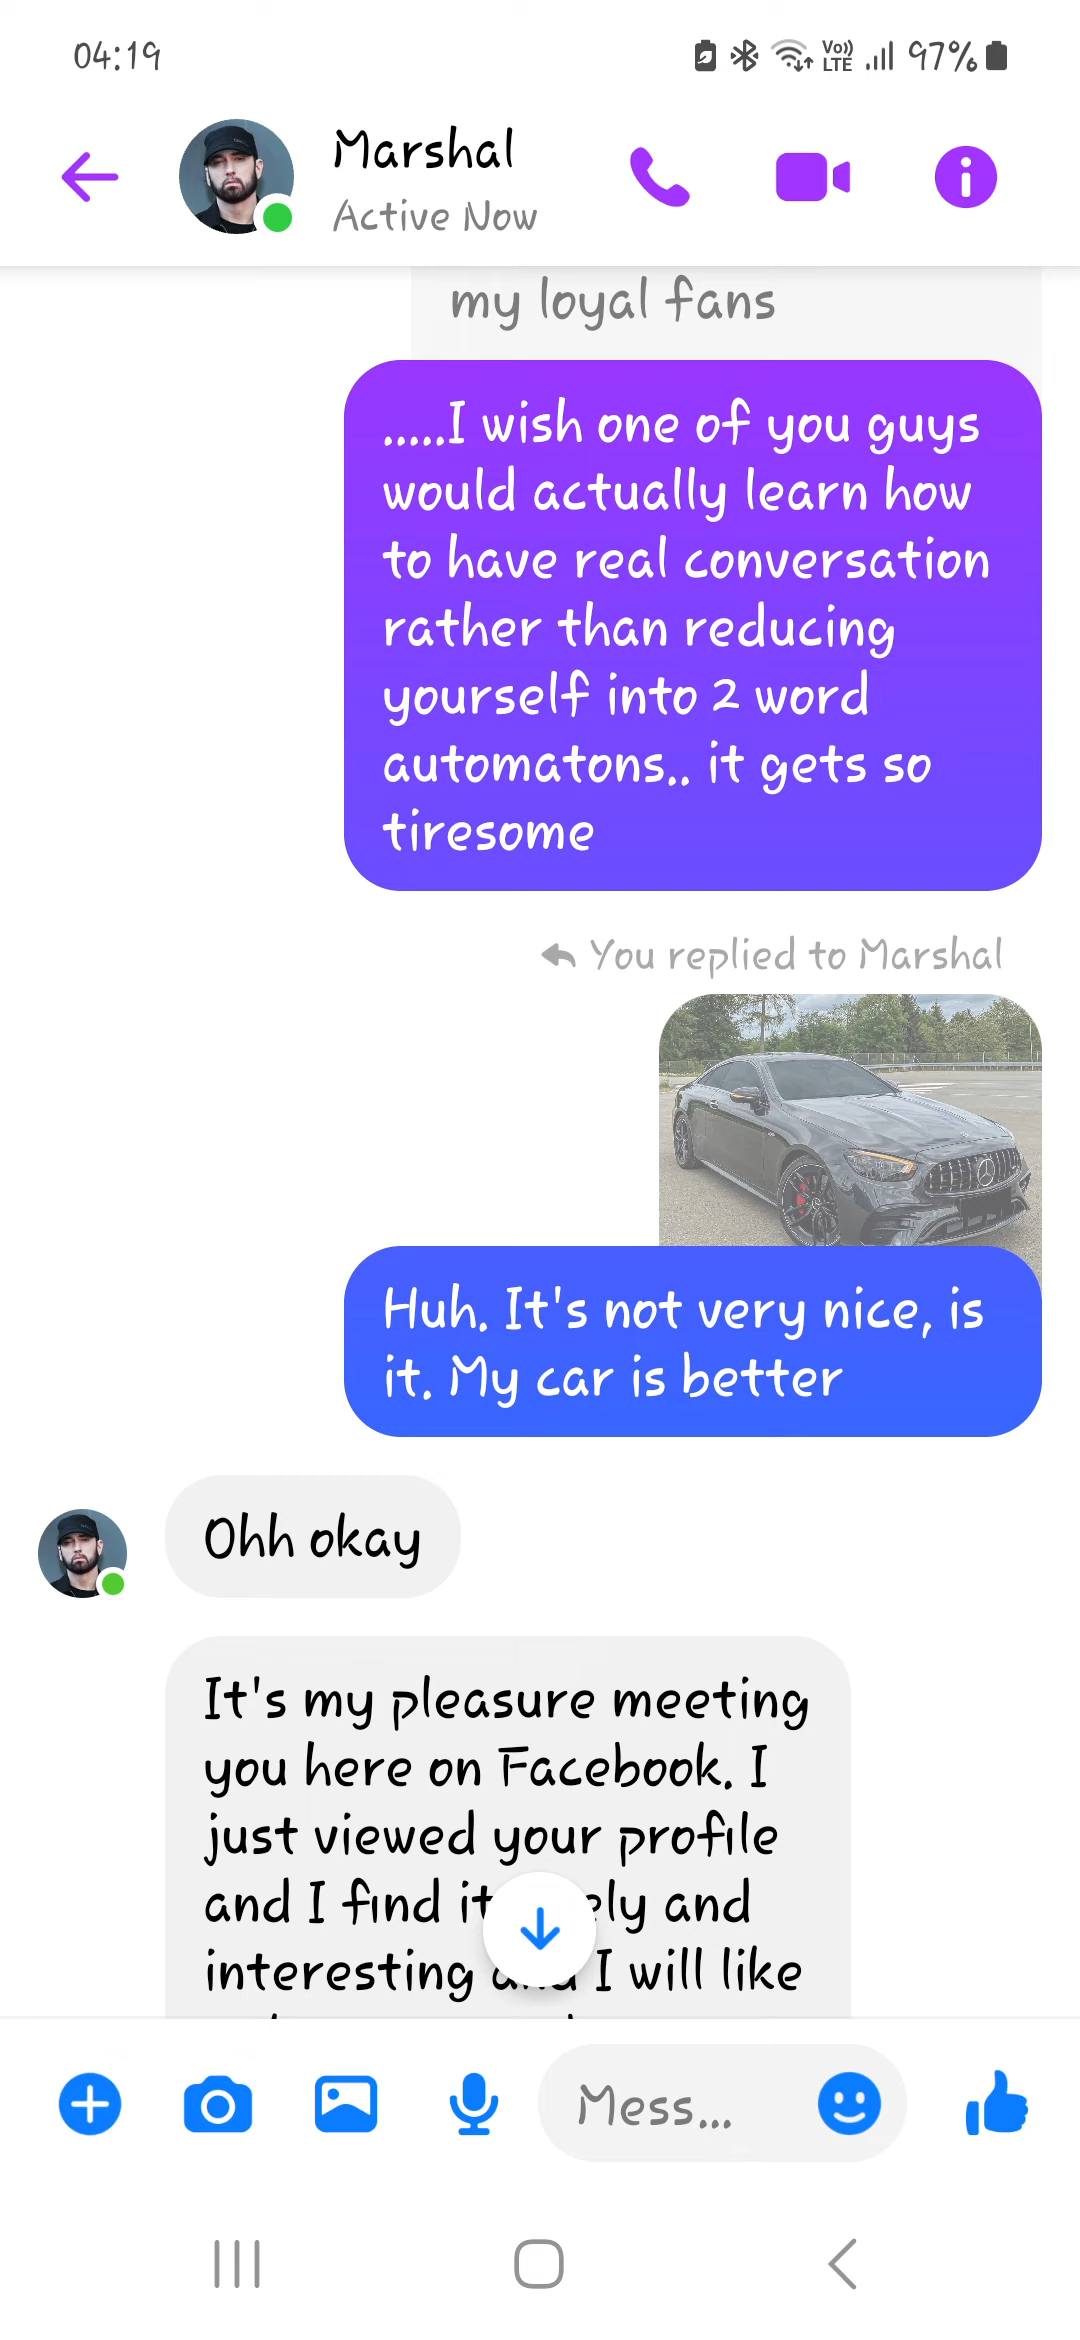 04:19
Vo))
LTE
97%
Marshal
Active Now
my loyal fans
.....I wish one of you guys
would actually learn how
to have real conversation
rather than reducing
yourself into 2 word
automatons.. it gets so
tiresome
You replied to Marshal
Huh. It's not very nice, is
it. My car is better
Ohh okay
It's my pleasure meeting
you here on Facebook. I
just viewed your profile
and I find it and
interesting I will like
Mess...